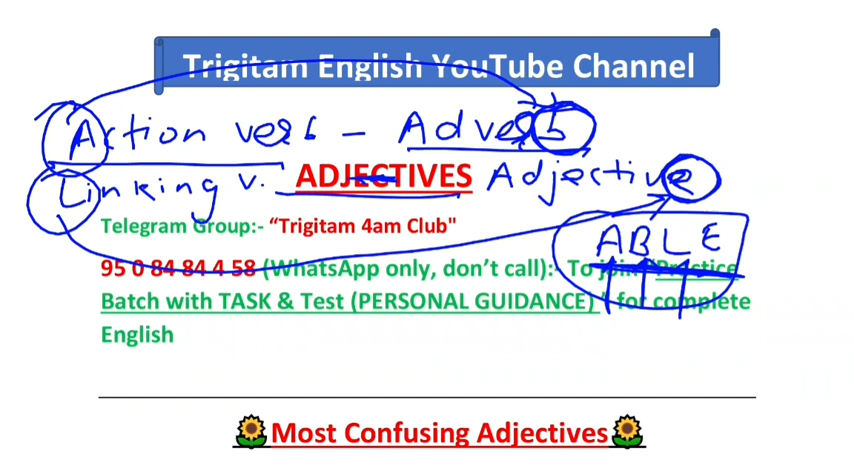 Trigitam English YouTube Channel
Action verb – Adverb
Linking v. ADJECTIVES Adjective
Telegram Group:- “Trigitam 4am Club"
ABLE
95 0 84 84 4 58 (WhatsApp only, don’t call):- To join “Practice
Batch with TASK & Test (PERSONAL GUIDANCE) ” for complete
English
🌻Most Confusing Adjectives🌻